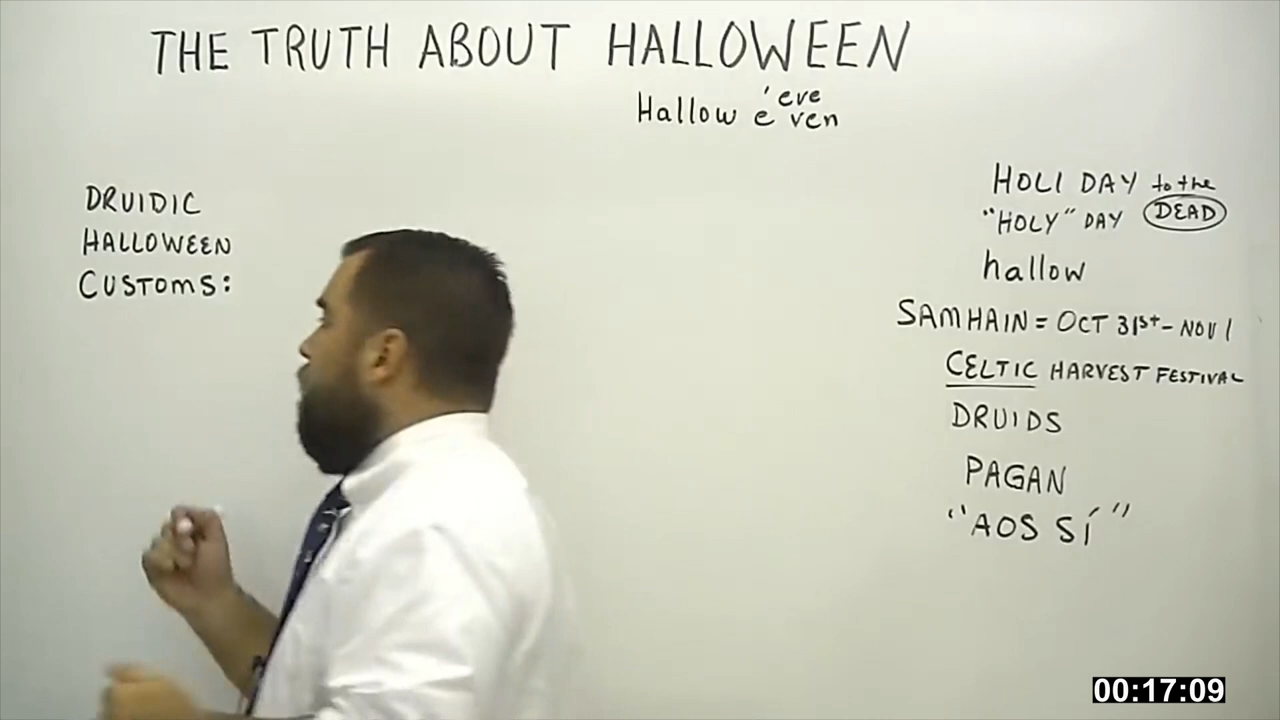 THE TRUTH ABOUT HALLOWEEN
'eve
Hallow e ven
DRUIDIC
HALLOWEEN
CUSTOMS:
HOLI DAY to the
"HOLY" DAY DEAD
hallow
SAMHAIN = OCT 31st - NOV 1
CELTIC HARVEST FESTIVAL
DRUIDS
PAGAN
"AOS SÍ"
00:17:09